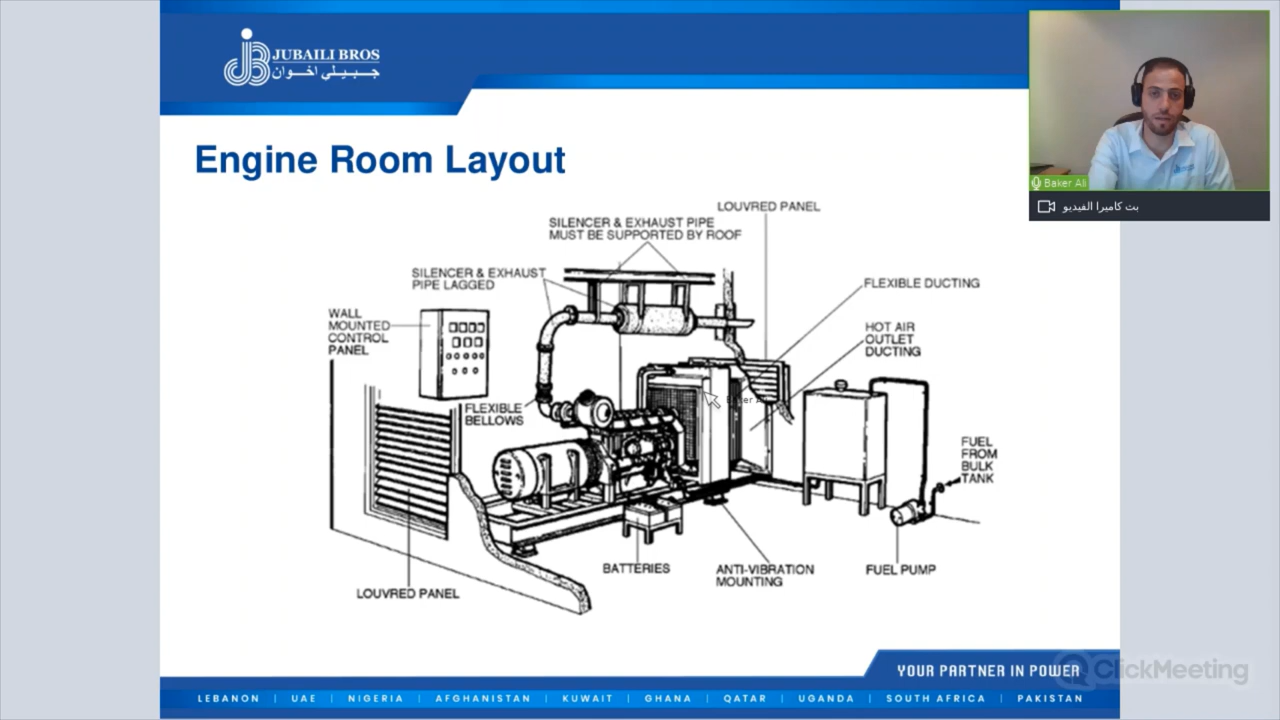 JUBAILI BROS
جبيلي اخوان
Baker Ali
بث كاميرا الفيديو
Engine Room Layout
LOUVRED PANEL
SILENCER & EXHAUST PIPE
MUST BE SUPPORTED BY ROOF
SILENCER & EXHAUST
PIPE LAGGED
FLEXIBLE DUCTING
WALL
MOUNTED
CONTROL
PANEL
HOT AIR
OUTLET
DUCTING
Baker Ali
FLEXIBLE
BELLOWS
FUEL
FROM
BULK
TANK
BATTERIES
ANTI-VIBRATION
MOUNTING
FUEL PUMP
LOUVRED PANEL
YOUR PARTNER IN POWER
ClickMeeting
LEBANON | UAE | NIGERIA | AFGHANISTAN | KUWAIT | GHANA | QATAR | UGANDA | SOUTH AFRICA | PAKISTAN